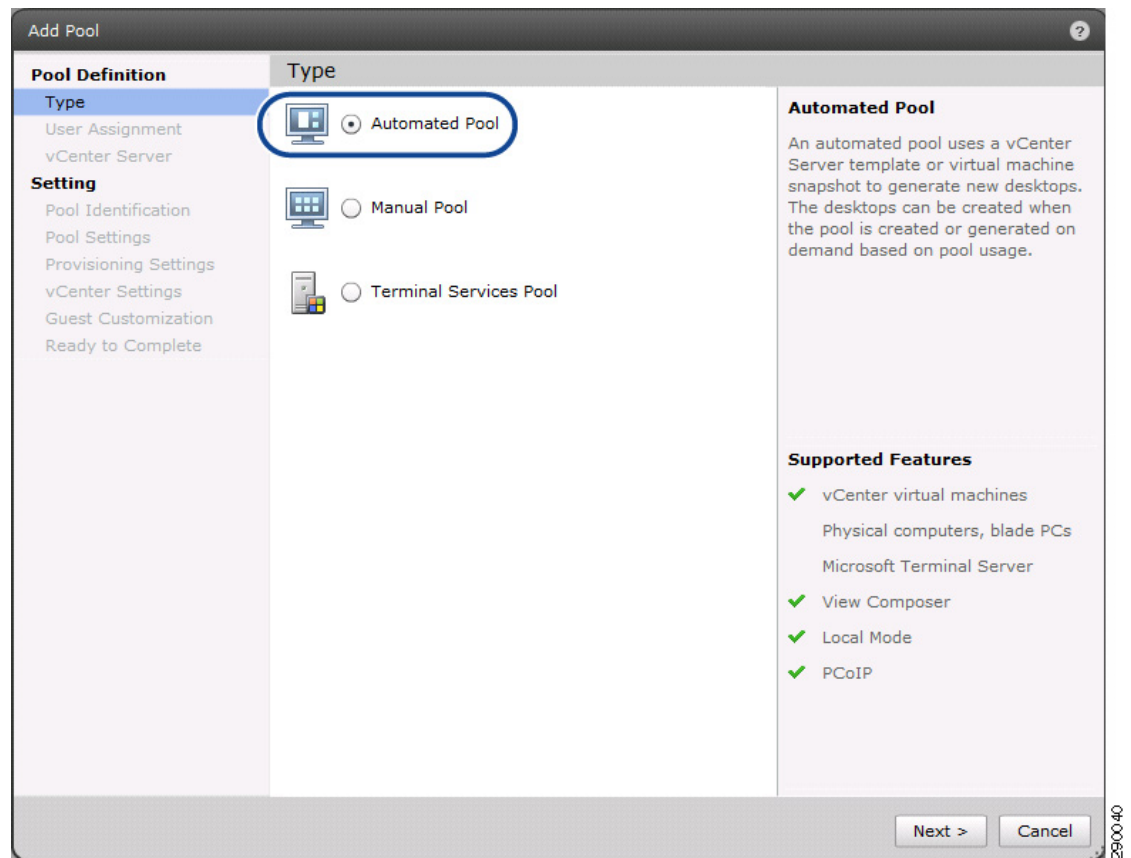 Add Pool
?
Pool Definition
Type
User Assignment
vCenter Server
Setting
Pool Identification
Pool Settings
Provisioning Settings
vCenter Settings
Guest Customization
Ready to Complete
Type
Automated Pool
Manual Pool
Terminal Services Pool
Automated Pool
An automated pool uses a vCenter
Server template or virtual machine
snapshot to generate new desktops.
The desktops can be created when
the pool is created or generated on
demand based on pool usage.
Supported Features
vCenter virtual machines
Physical computers, blade PCs
Microsoft Terminal Server
View Composer
Local Mode
PCoIP
Next >
Cancel
290040